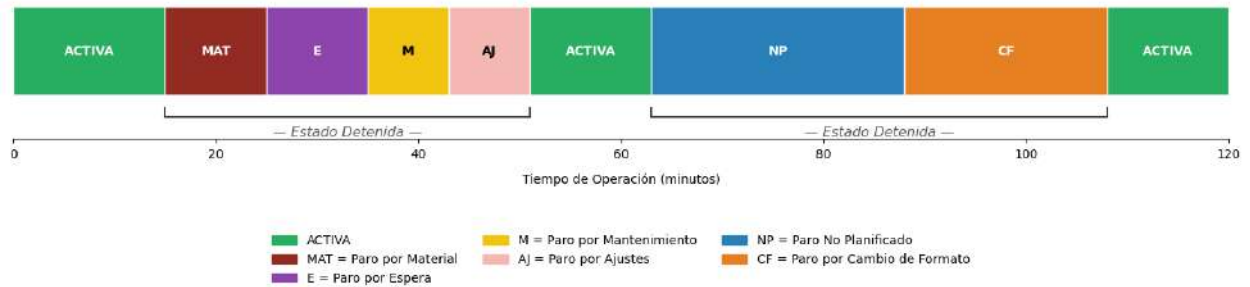 ACTIVA MAT E M AJ ACTIVA NP CF ACTIVA
— Estado Detenida — — Estado Detenida —
0 20 40 60 80 100 120
Tiempo de Operación (minutos)
ACTIVA
MAT = Paro por Material
E = Paro por Espera
M = Paro por Mantenimiento
AJ = Paro por Ajustes
NP = Paro No Planificado
CF = Paro por Cambio de Formato